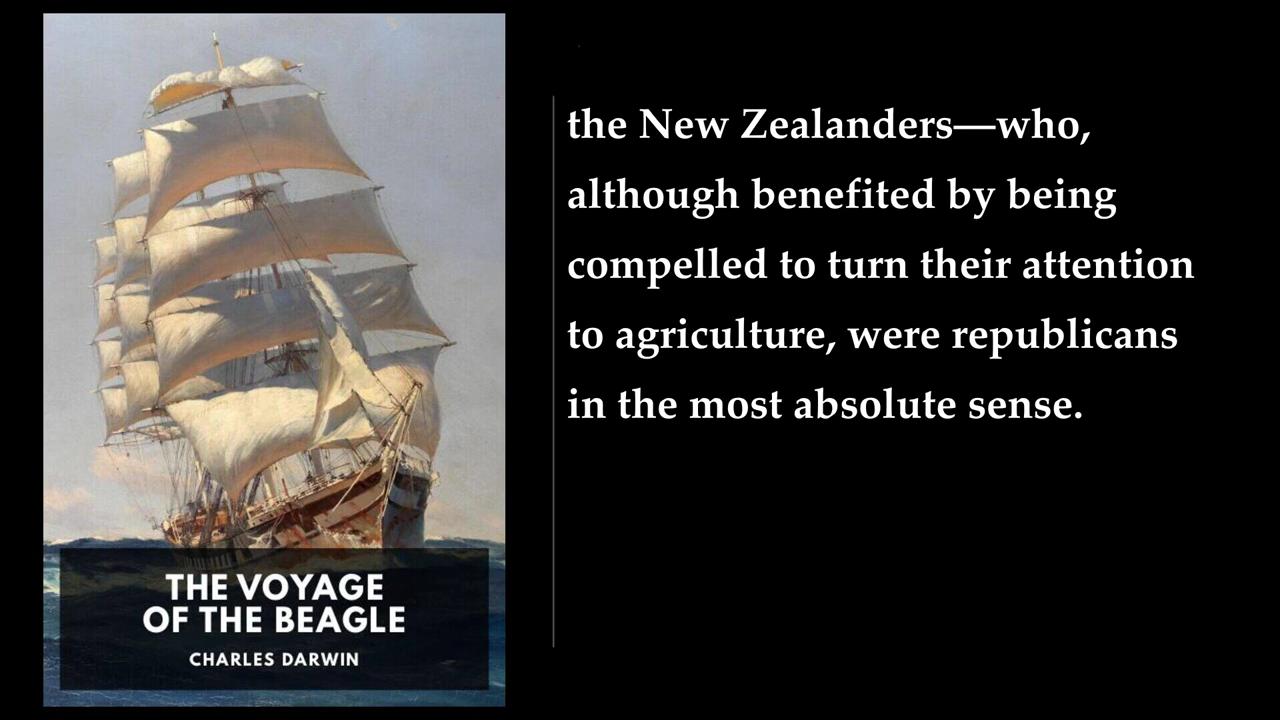 THE VOYAGE
OF THE BEAGLE
CHARLES DARWIN
the New Zealanders—who,
although benefited by being
compelled to turn their attention
to agriculture, were republicans
in the most absolute sense.